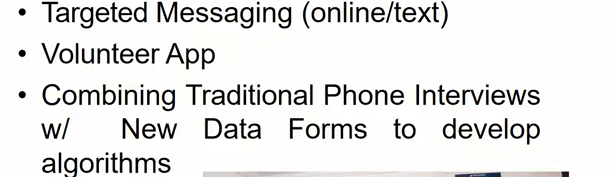 • Targeted Messaging (online/text)
• Volunteer App
• Combining Traditional Phone Interviews
w/ New Data Forms to develop
algorithms